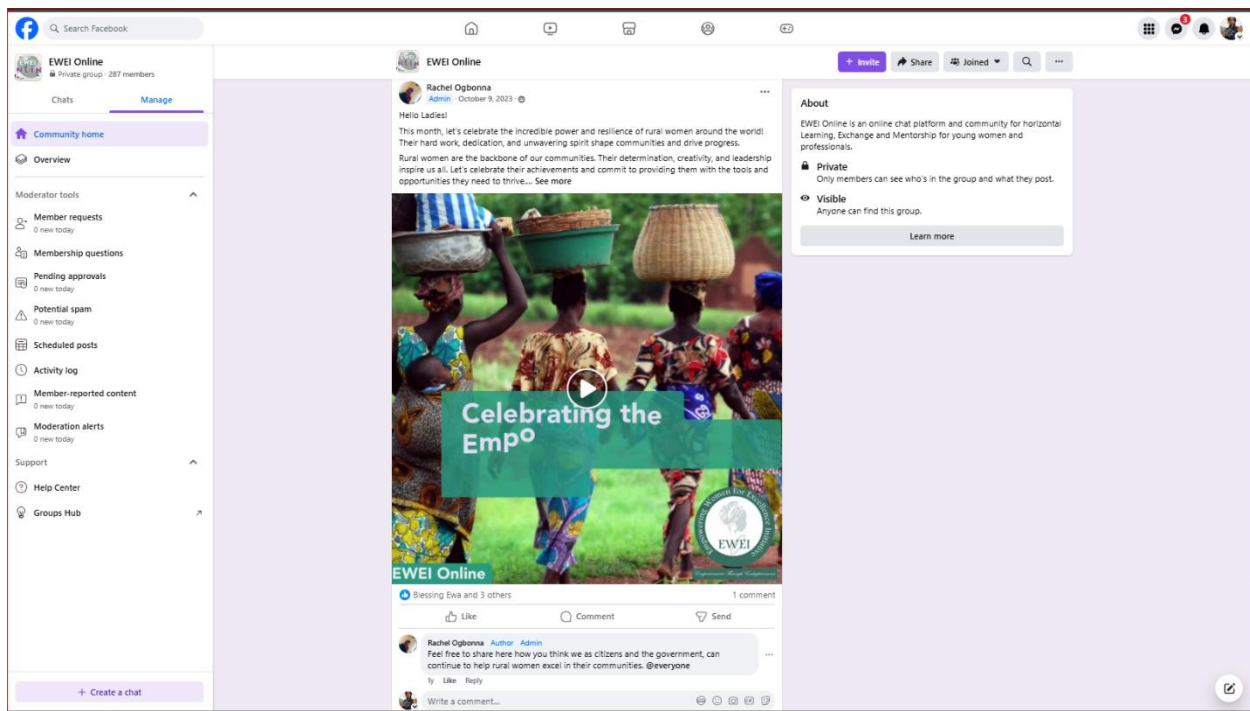 Search Facebook
3
EWEI Online
Private group · 287 members
Chats
Manage
Community home
Overview
Moderator tools
Member requests
0 new today
Membership questions
Pending approvals
0 new today
Potential spam
0 new today
Scheduled posts
Activity log
Member-reported content
0 new today
Moderation alerts
0 new today
Support
Help Center
Groups Hub
+ Create a chat
EWEI Online
+ Invite
Share
Joined
Rachel Ogbonna
Admin · October 9, 2023 ·
Hello Ladies!
This month, let's celebrate the incredible power and resilience of rural women around the world!
Their hard work, dedication, and unwavering spirit shape communities and drive progress.
Rural women are the backbone of our communities. Their determination, creativity, and leadership
inspire us all. Let's celebrate their achievements and commit to providing them with the tools and
opportunities they need to thrive.... See more
Celebrating the
Empo
Empowering Women For Excellence Initiative
EWEI
EWEI Online
Blessing Ewa and 3 others
1 comment
Like
Comment
Send
Rachel Ogbonna Author Admin
Feel free to share here how you think we as citizens and the government, can
continue to help rural women excel in their communities. @everyone
1y Like Reply
Write a comment...
About
EWEI Online is an online chat platform and community for horizontal
Learning, Exchange and Mentorship for young women and
professionals.
Private
Only members can see who's in the group and what they post.
Visible
Anyone can find this group.
Learn more